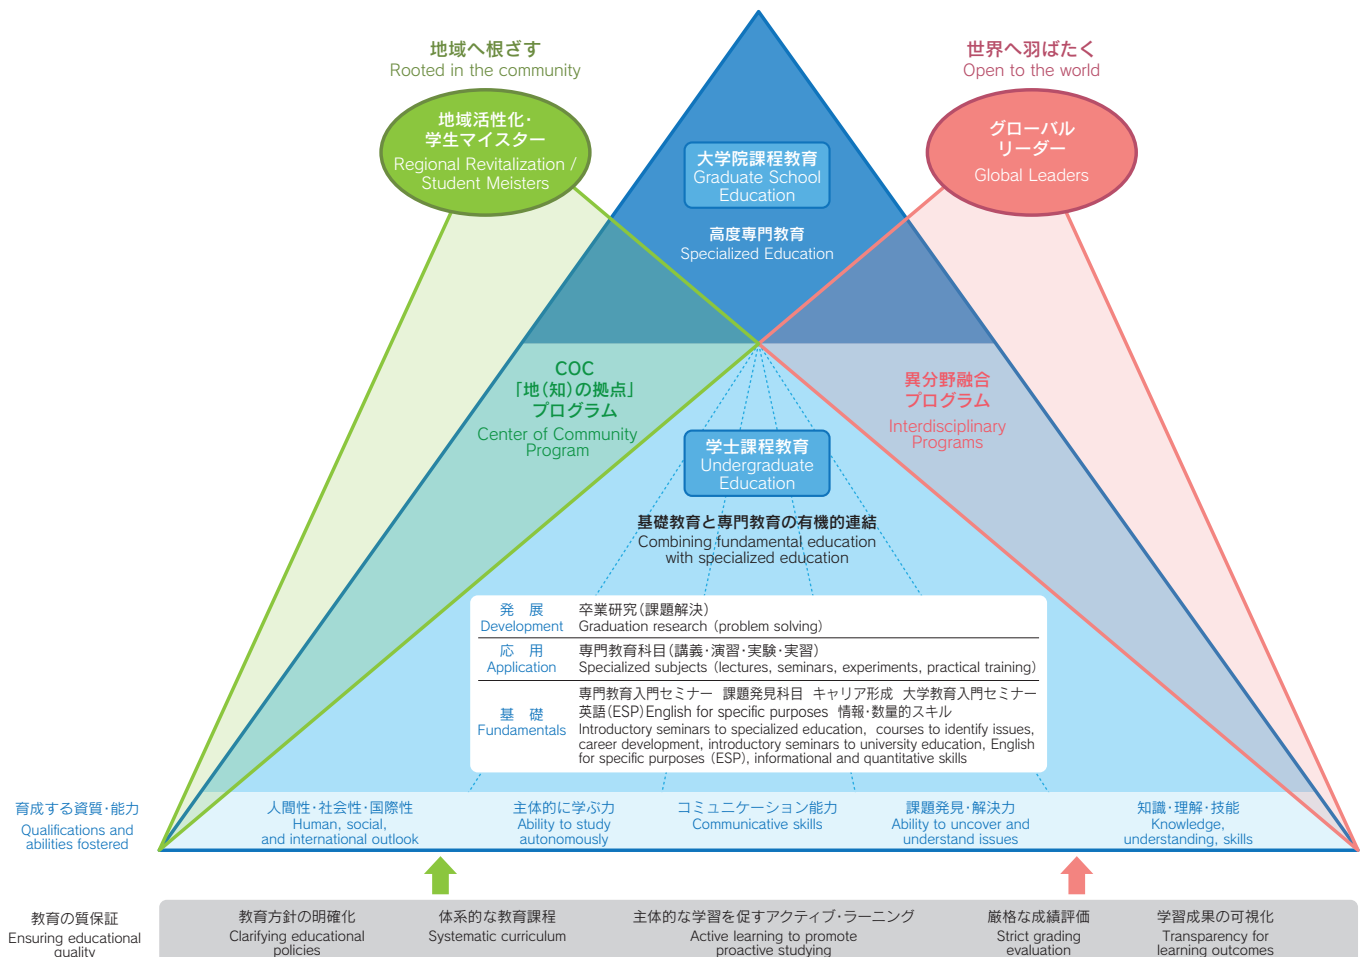 地域へ根ざす
Rooted in the community
世界へ羽ばたく
Open to the world
地域活性化・
学生マイスター
Regional Revitalization /
Student Meisters
グローバル
リーダー
Global Leaders
大学院課程教育
Graduate School
Education
高度専門教育
Specialized Education
COC
「地(知)の拠点」
プログラム
Center of Community
Program
異分野融合
プログラム
Interdisciplinary
Programs
学士課程教育
Undergraduate
Education
基礎教育と専門教育の有機的連結
Combining fundamental education
with specialized education
発 展
Development
卒業研究(課題解決)
Graduation research (problem solving)
応 用
Application
専門教育科目(講義・演習・実験・実習)
Specialized subjects (lectures, seminars, experiments, practical training)
基 礎
Fundamentals
専門教育入門セミナー 課題発見科目 キャリア形成 大学教育入門セミナー
英語(ESP)English for specific purposes 情報・数量的スキル
Introductory seminars to specialized education, courses to identify issues,
career development, introductory seminars to university education, English
for specific purposes (ESP), informational and quantitative skills
育成する資質・能力
Qualifications and
abilities fostered
人間性・社会性・国際性
Human, social,
and international outlook
主体的に学ぶ力
Ability to study
autonomously
コミュニケーション能力
Communicative skills
課題発見・解決力
Ability to uncover and
understand issues
知識・理解・技能
Knowledge,
understanding, skills
教育の質保証
Ensuring educational
quality
教育方針の明確化
Clarifying educational
policies
体系的な教育課程
Systematic curriculum
主体的な学習を促すアクティブ・ラーニング
Active learning to promote
proactive studying
厳格な成績評価
Strict grading
evaluation
学習成果の可視化
Transparency for
learning outcomes